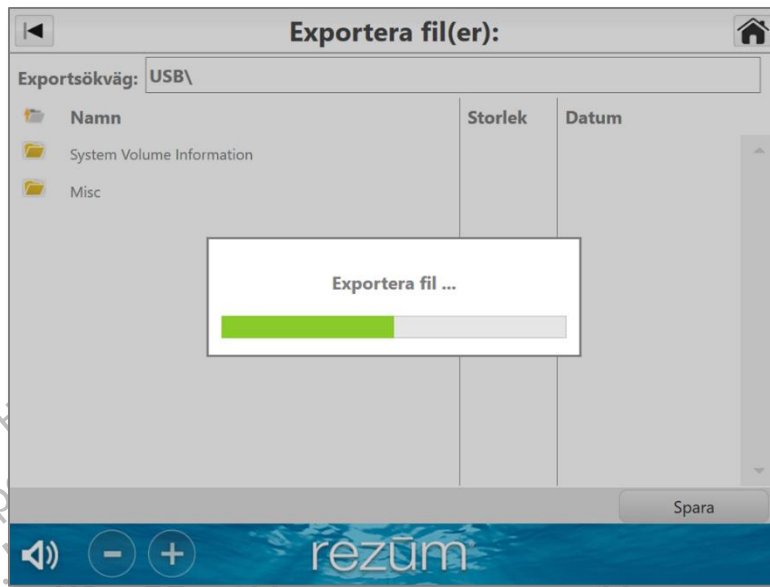 Exportera fil(er):
Exportsökväg: USB\
Namn Storlek Datum
System Volume Information
Misc
Exportera fil ...
Spara
- + rezūm